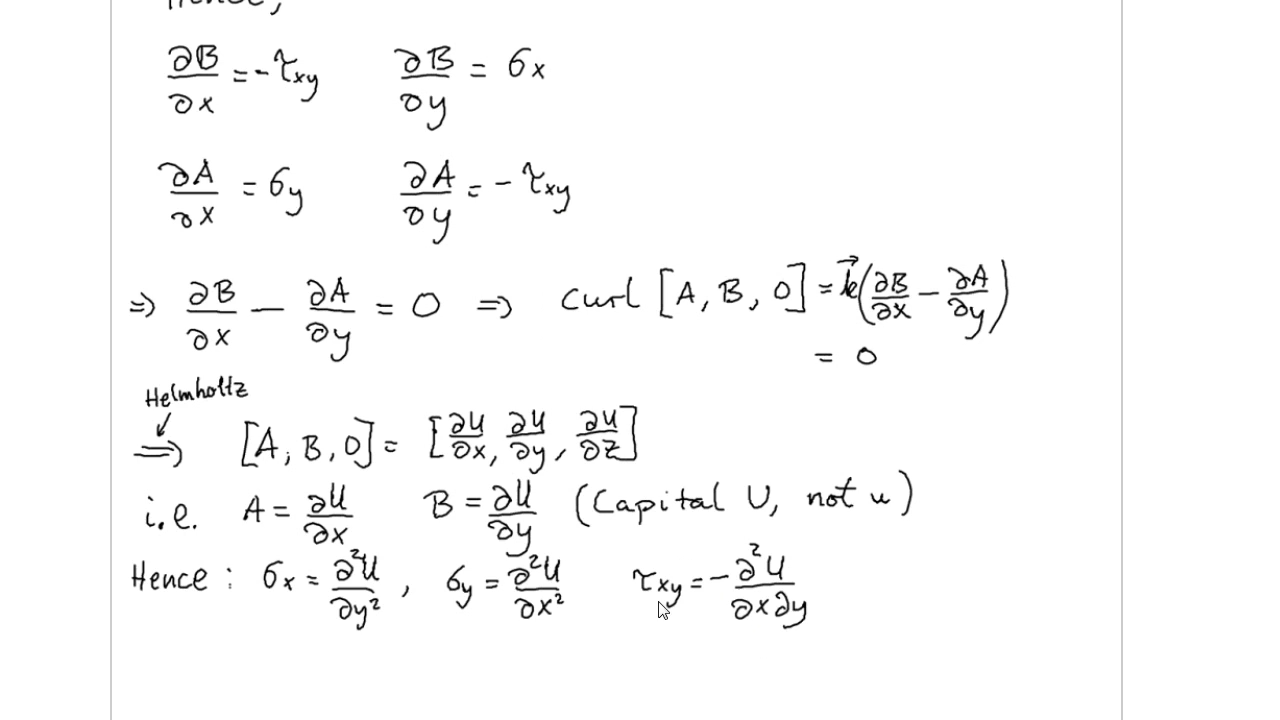 Hence,
∂B/∂x = -τxy ∂B/∂y = σx
∂A/∂x = σy ∂A/∂y = -τxy
⇒ ∂B/∂x - ∂A/∂y = 0 ⇒ Curl [A, B, 0] = k⃗(∂B/∂x - ∂A/∂y)
= 0
Helmholtz
⇒ [A, B, 0] = [∂U/∂x, ∂U/∂y, ∂U/∂z]
i.e. A = ∂U/∂x B = ∂U/∂y (Capital U, not u)
Hence: σx = ∂²U/∂y², σy = ∂²U/∂x² τxy = -∂²U/∂x∂y